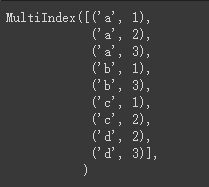 MultiIndex([('a', 1),
            ('a', 2),
            ('a', 3),
            ('b', 1),
            ('b', 3),
            ('c', 1),
            ('c', 2),
            ('d', 2),
            ('d', 3)],
           )